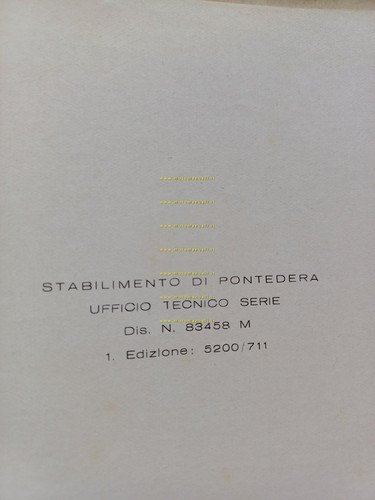 STABILIMENTO DI PONTEDERA
UFFICIO TECNICO SERIE
Dis. N. 83458 M
1. Edizione: 5200/711